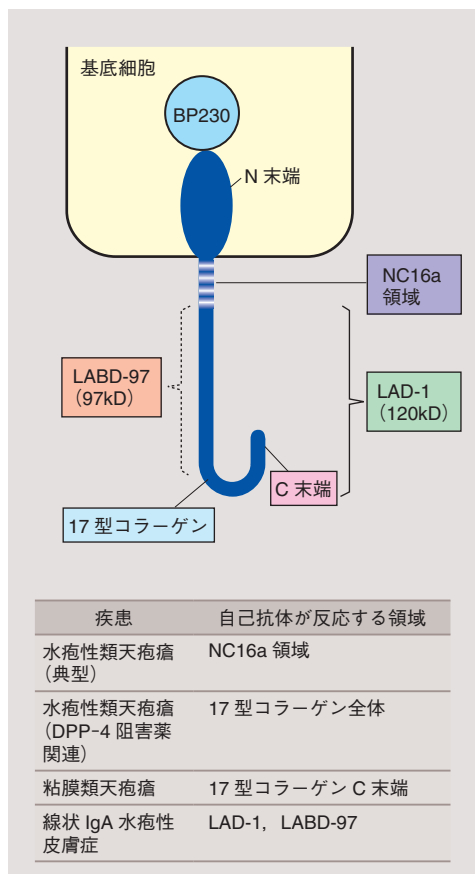 基底細胞
BP230
N 末端
NC16a
領域
LABD-97
（97kD）
LAD-1
（120kD）
C 末端
17 型コラーゲン
疾患 自己抗体が反応する領域
水疱性類天疱瘡 NC16a 領域
（典型）
水疱性類天疱瘡 17 型コラーゲン全体
（DPP-4 阻害薬
関連）
粘膜類天疱瘡 17 型コラーゲン C 末端
線状 IgA 水疱性 LAD-1，LABD-97
皮膚症